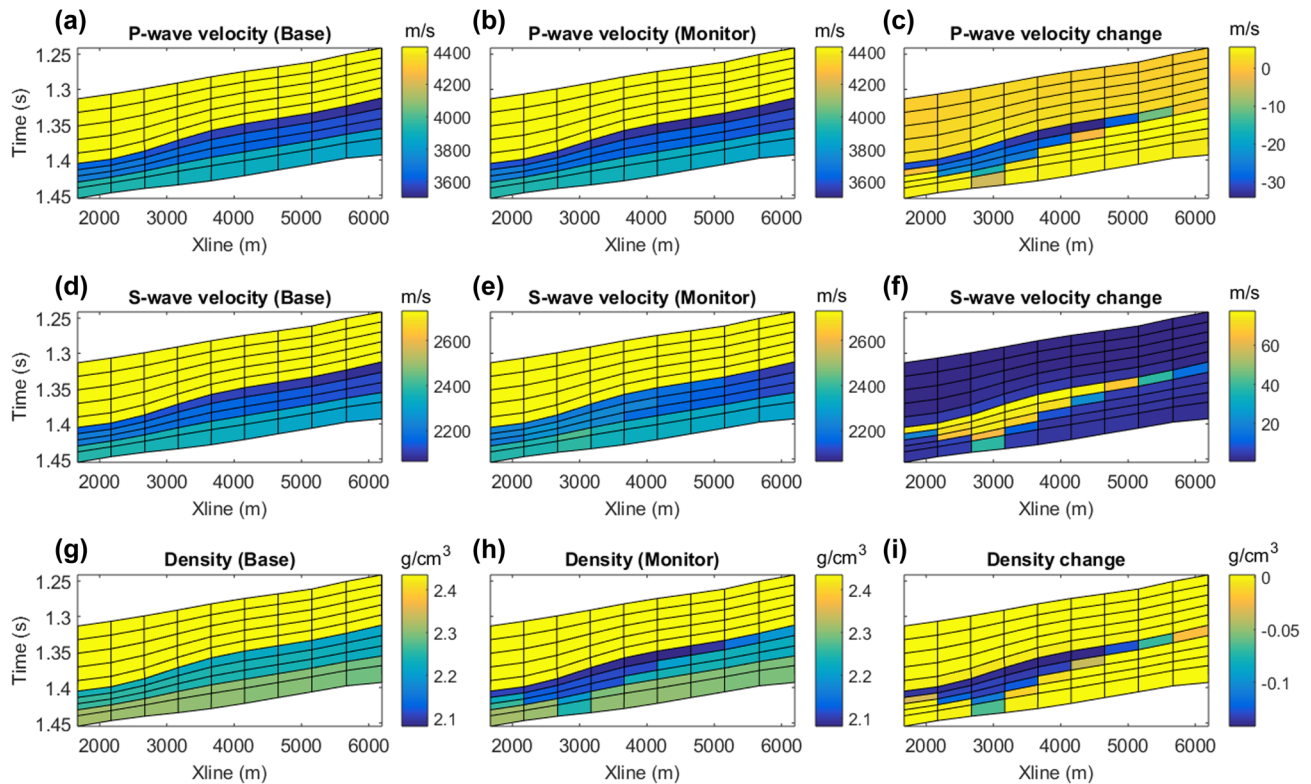 (a)
P-wave velocity (Base)
m/s
1.25
1.3
1.35
1.4
1.45
Time (s)
2000 3000 4000 5000 6000
Xline (m)
4400
4200
4000
3800
3600
(b)
P-wave velocity (Monitor)
m/s
2000 3000 4000 5000 6000
Xline (m)
4400
4200
4000
3800
3600
(c)
P-wave velocity change
m/s
2000 3000 4000 5000 6000
Xline (m)
0
-10
-20
-30
(d)
S-wave velocity (Base)
m/s
1.25
1.3
1.35
1.4
1.45
Time (s)
2000 3000 4000 5000 6000
Xline (m)
2600
2400
2200
(e)
S-wave velocity (Monitor)
m/s
2000 3000 4000 5000 6000
Xline (m)
2600
2400
2200
(f)
S-wave velocity change
m/s
2000 3000 4000 5000 6000
Xline (m)
60
40
20
(g)
Density (Base)
g/cm³
1.25
1.3
1.35
1.4
1.45
Time (s)
2000 3000 4000 5000 6000
Xline (m)
2.4
2.3
2.2
2.1
(h)
Density (Monitor)
g/cm³
2000 3000 4000 5000 6000
Xline (m)
2.4
2.3
2.2
2.1
(i)
Density change
g/cm³
2000 3000 4000 5000 6000
Xline (m)
0
-0.05
-0.1